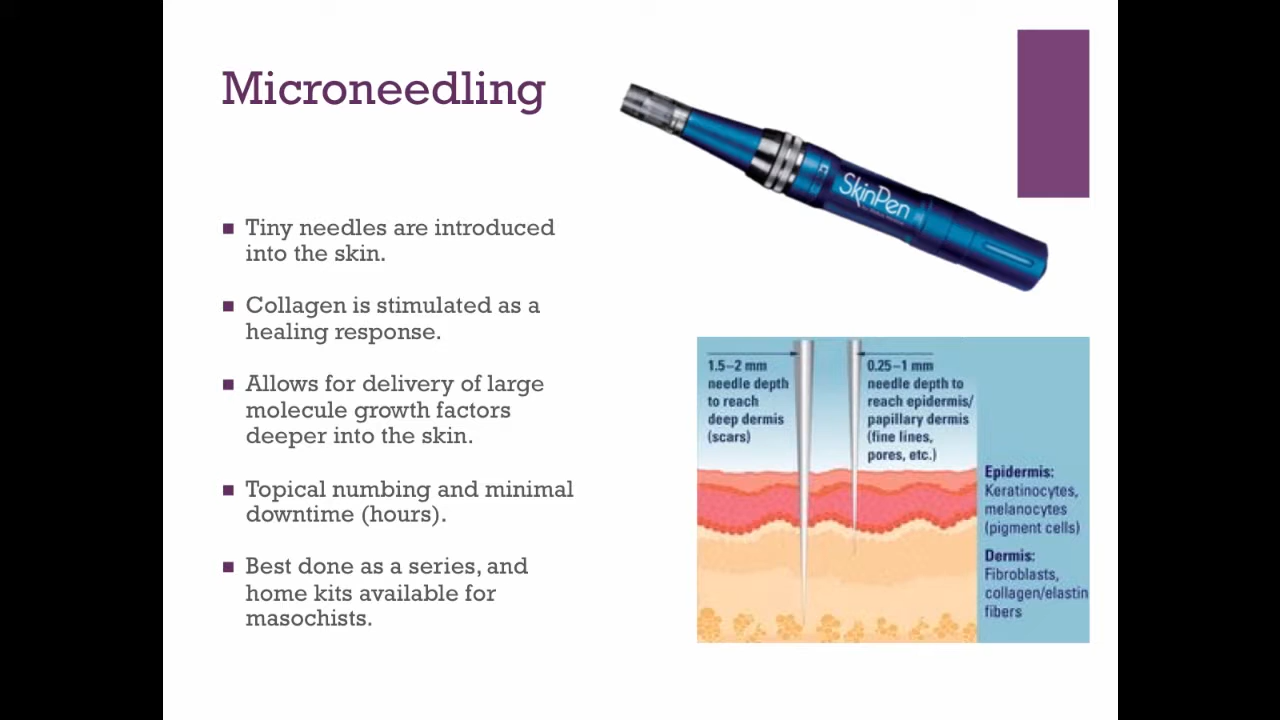 Microneedling
Tiny needles are introduced
into the skin.
Collagen is stimulated as a
healing response.
Allows for delivery of large
molecule growth factors
deeper into the skin.
Topical numbing and minimal
downtime (hours).
Best done as a series, and
home kits available for
masochists.
SkinPen
1.5–2 mm
needle depth
to reach
deep dermis
(scars)
0.25–1 mm
needle depth to
reach epidermis/
papillary dermis
(fine lines,
pores, etc.)
Epidermis:
Keratinocytes,
melanocytes
(pigment cells)
Dermis:
Fibroblasts,
collagen/elastin
fibers